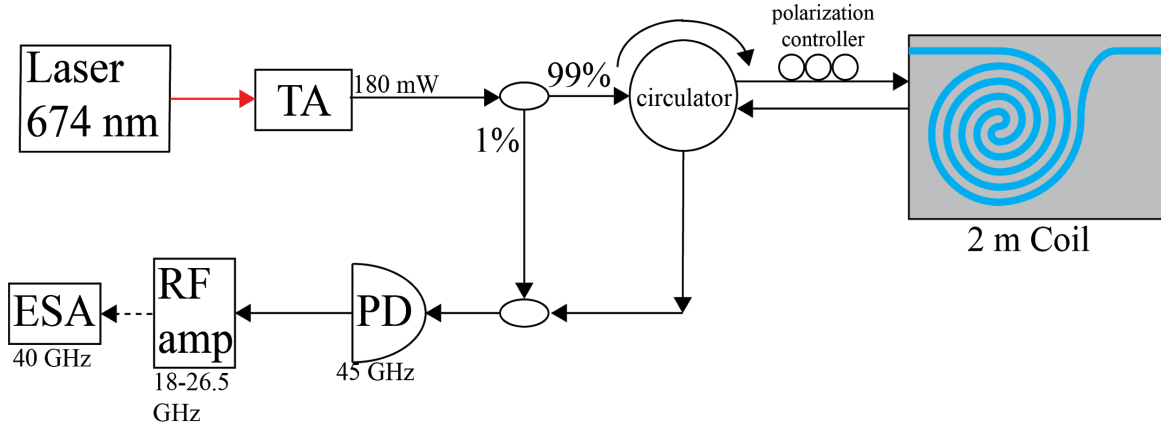 Laser
674 nm
TA
180 mW
99%
1%
circulator
polarization
controller
2 m Coil
ESA
40 GHz
RF
amp
18-26.5
GHz
PD
45 GHz